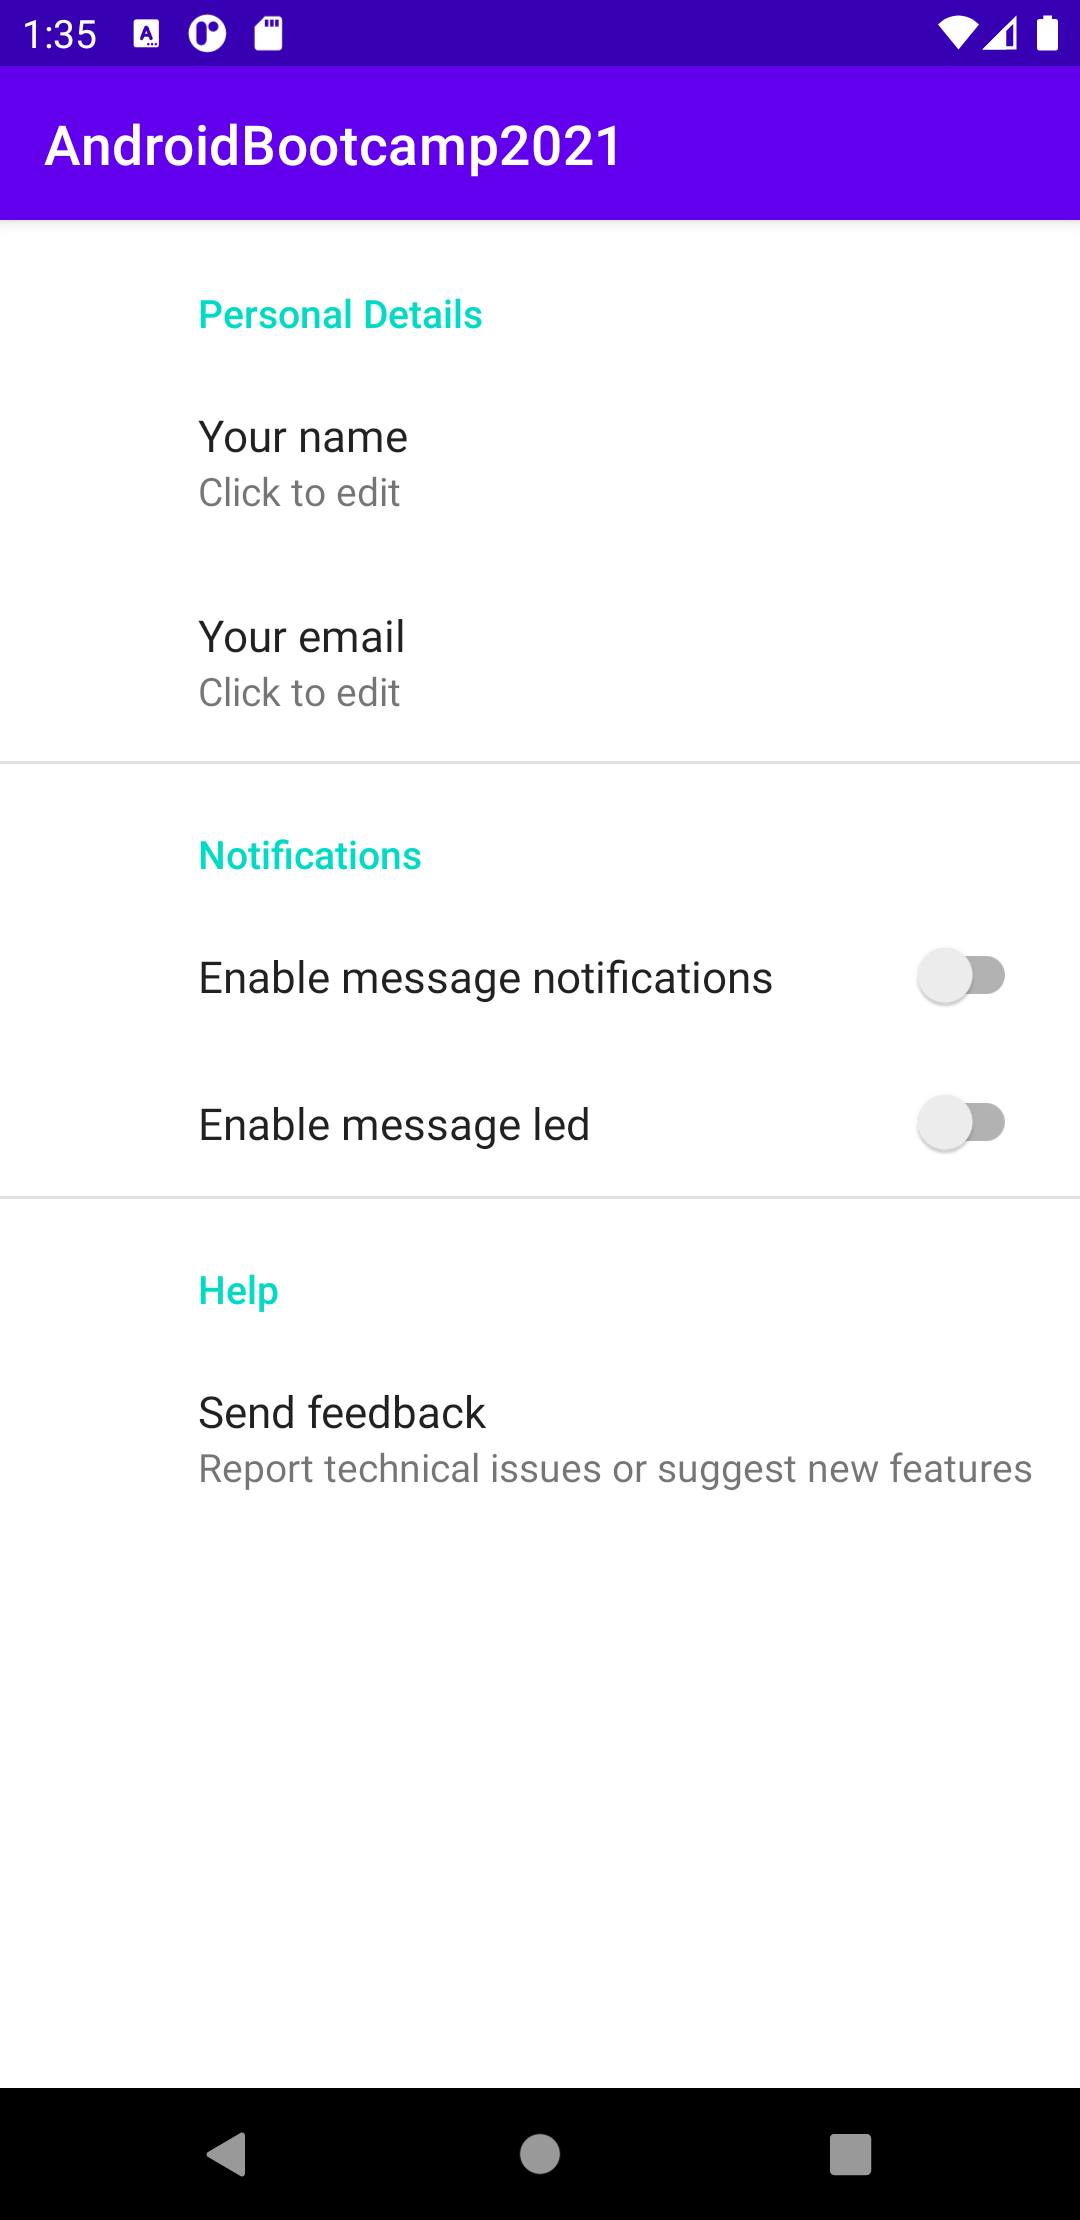 1:35
AndroidBootcamp2021
Personal Details
Your name
Click to edit
Your email
Click to edit
Notifications
Enable message notifications
Enable message led
Help
Send feedback
Report technical issues or suggest new features